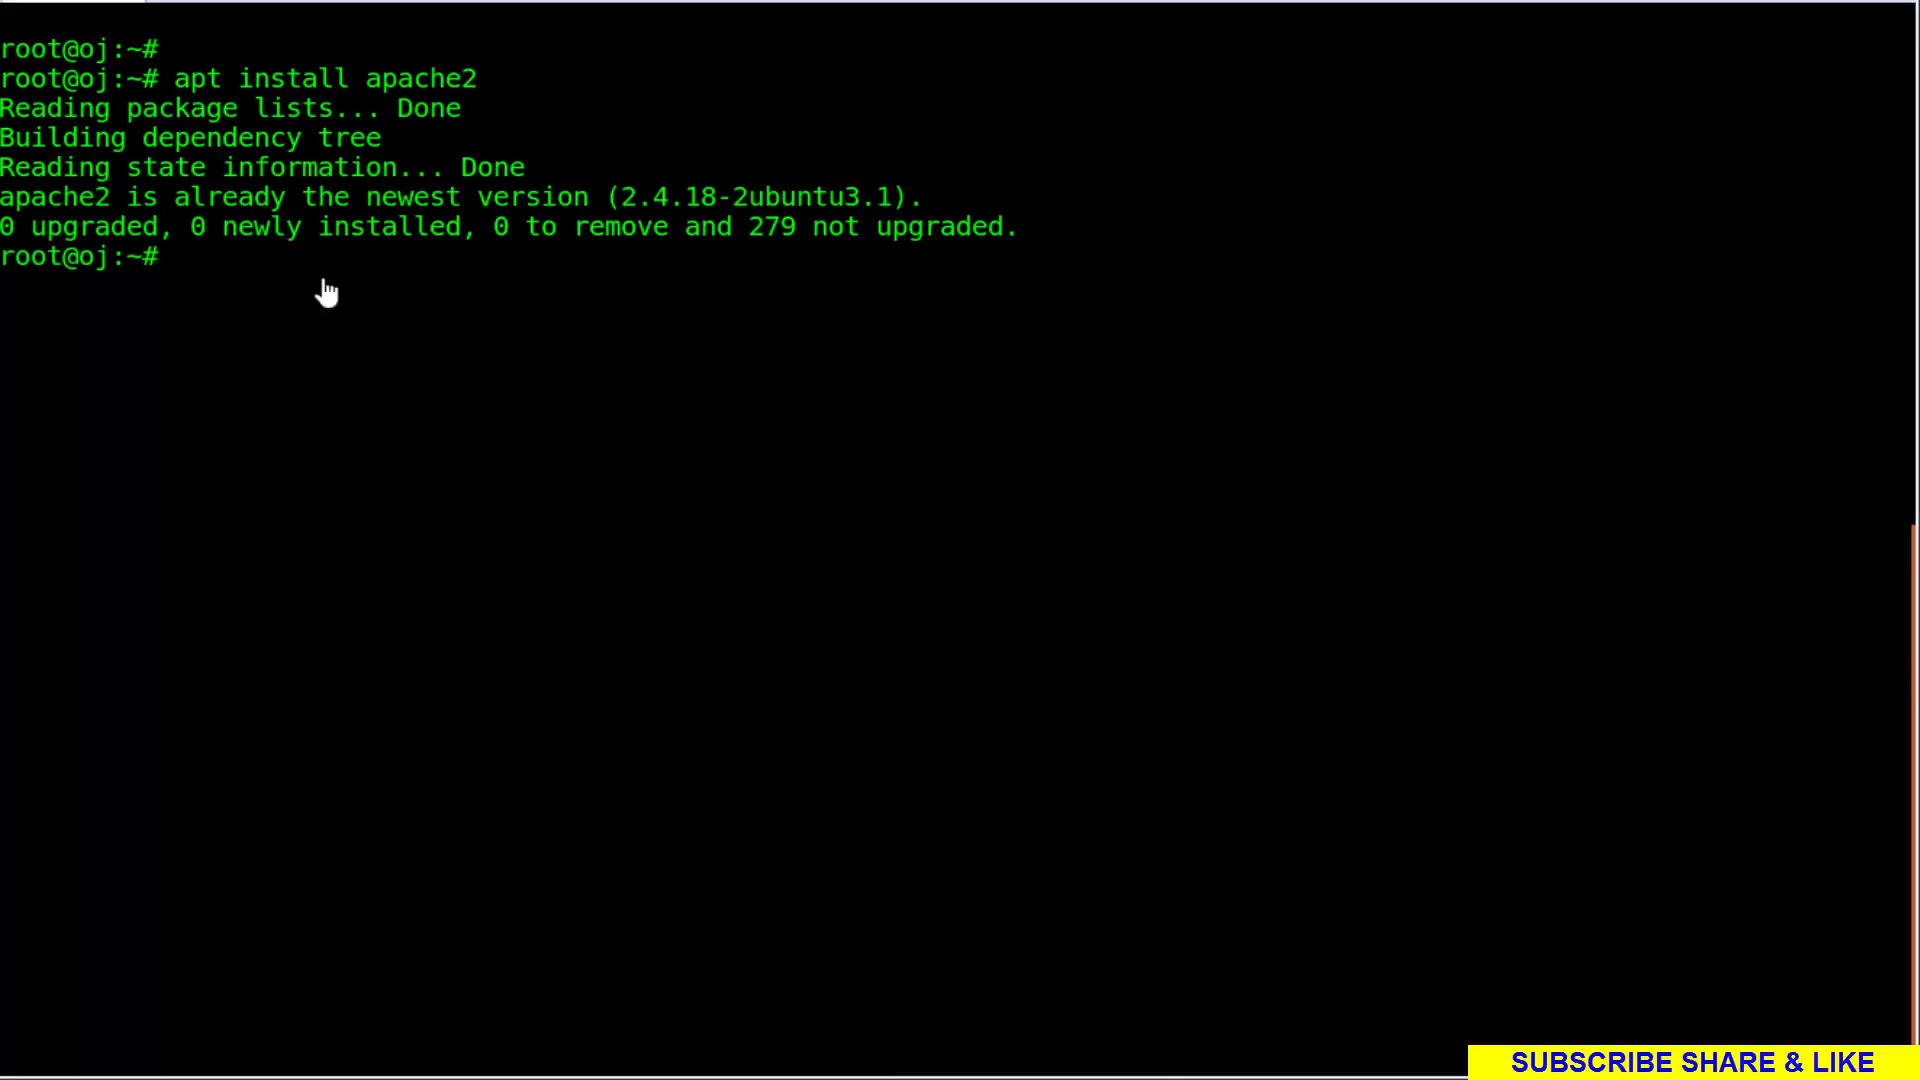 root@oj:~#
root@oj:~# apt install apache2
Reading package lists... Done
Building dependency tree
Reading state information... Done
apache2 is already the newest version (2.4.18-2ubuntu3.1).
0 upgraded, 0 newly installed, 0 to remove and 279 not upgraded.
root@oj:~#
SUBSCRIBE SHARE & LIKE